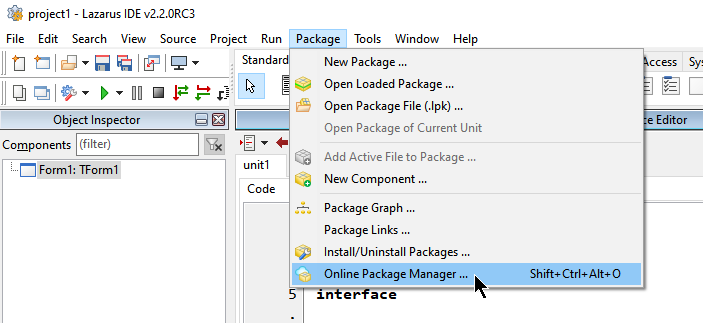 project1 - Lazarus IDE v2.2.0RC3
File Edit Search View Source Project Run Package Tools Window Help
Standard
Access
New Package ...
Open Loaded Package ...
Open Package File (.lpk) ...
Open Package of Current Unit
Add Active File to Package ...
New Component ...
Package Graph ...
Package Links ...
Install/Uninstall Packages ...
Online Package Manager ... Shift+Ctrl+Alt+O
Object Inspector
Editor
Components (filter)
Form1: TForm1
unit1
Code
5 interface